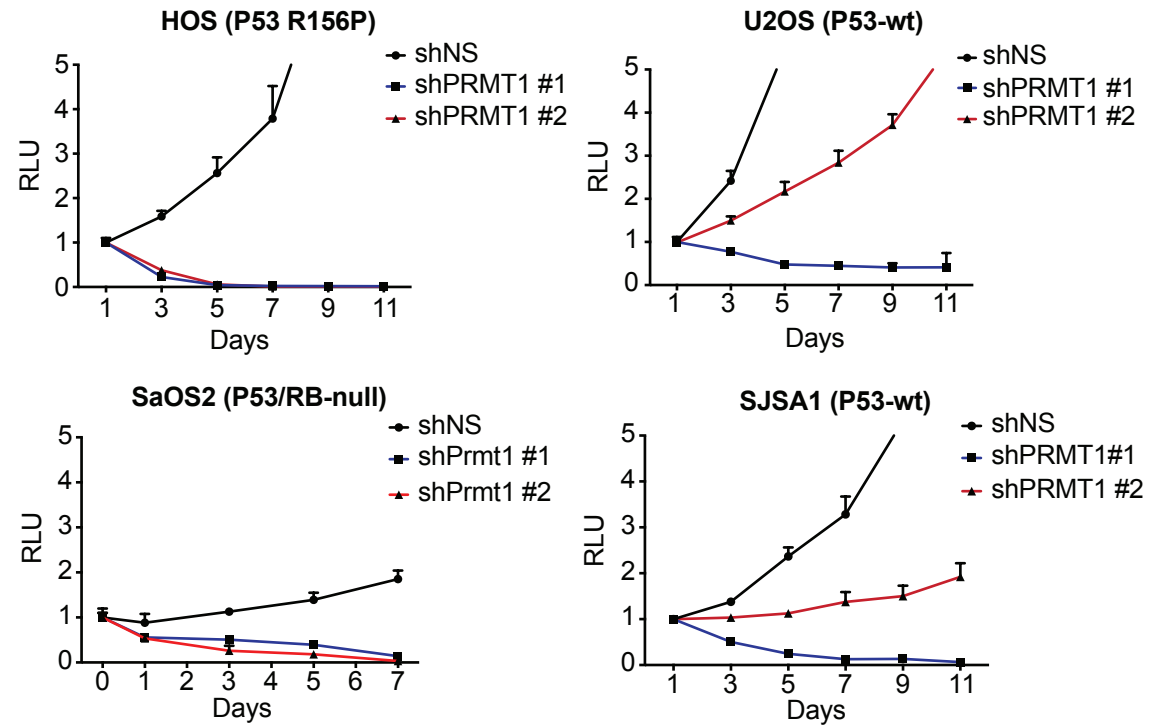 HOS (P53 R156P)
shNS
shPRMT1 #1
shPRMT1 #2
RLU
5
4
3
2
1
0
1 3 5 7 9 11
Days
U2OS (P53-wt)
shNS
shPRMT1 #1
shPRMT1 #2
RLU
5
4
3
2
1
0
1 3 5 7 9 11
Days
SaOS2 (P53/RB-null)
shNS
shPrmt1 #1
shPrmt1 #2
RLU
5
4
3
2
1
0
0 1 2 3 4 5 6 7
Days
SJSA1 (P53-wt)
shNS
shPRMT1#1
shPRMT1 #2
RLU
5
4
3
2
1
0
1 3 5 7 9 11
Days